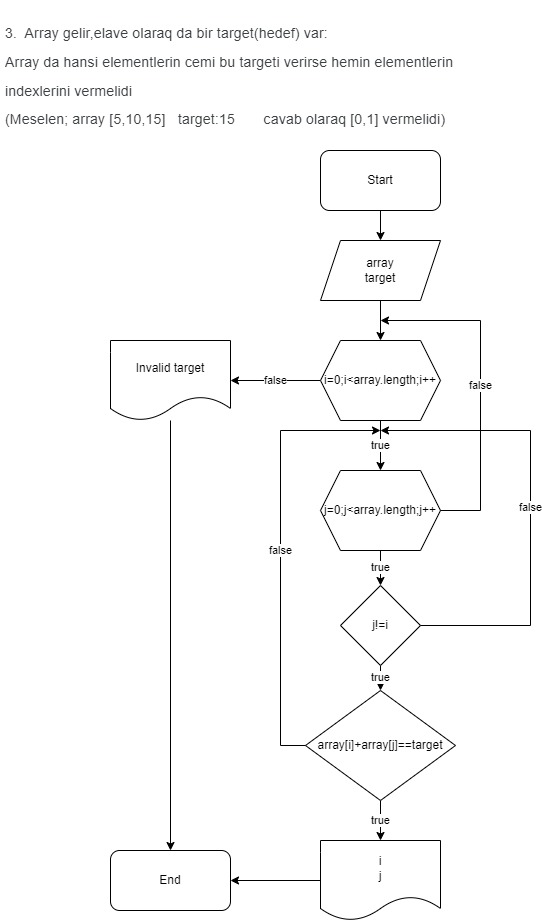 3. Array gelir,elave olaraq da bir target(hedef) var:
Array da hansi elementlerin cemi bu targeti verirse hemin elementlerin
indexlerini vermelidi
(Meselen; array [5,10,15] target:15 cavab olaraq [0,1] vermelidi)
Start
array
target
Invalid target
false
i=0;i<array.length;i++
false
true
j=0;j<array.length;j++
false
false
true
j!=i
true
array[i]+array[j]==target
true
i
j
End